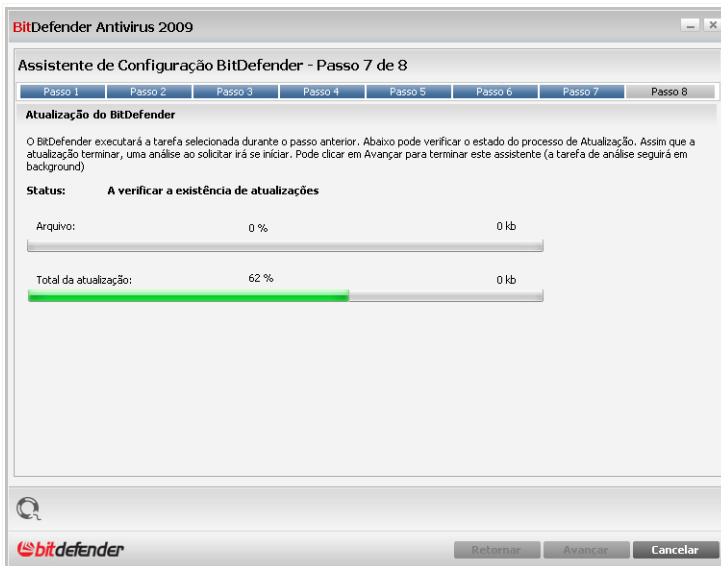 BitDefender Antivirus 2009
Assistente de Configuração BitDefender - Passo 7 de 8
Passo 1 Passo 2 Passo 3 Passo 4 Passo 5 Passo 6 Passo 7 Passo 8
Atualização do BitDefender
O BitDefender executará a tarefa selecionada durante o passo anterior. Abaixo pode verificar o estado do processo de Atualização. Assim que a
atualização terminar, uma análise ao solicitar irá se iníciar. Pode clicar em Avançar para terminar este assistente (a tarefa de análise seguirá em
background)
Status: A verificar a existência de atualizações
Arquivo: 0 % 0 kb
Total da atualização: 62 % 0 kb
bitdefender
Retornar Avançar Cancelar